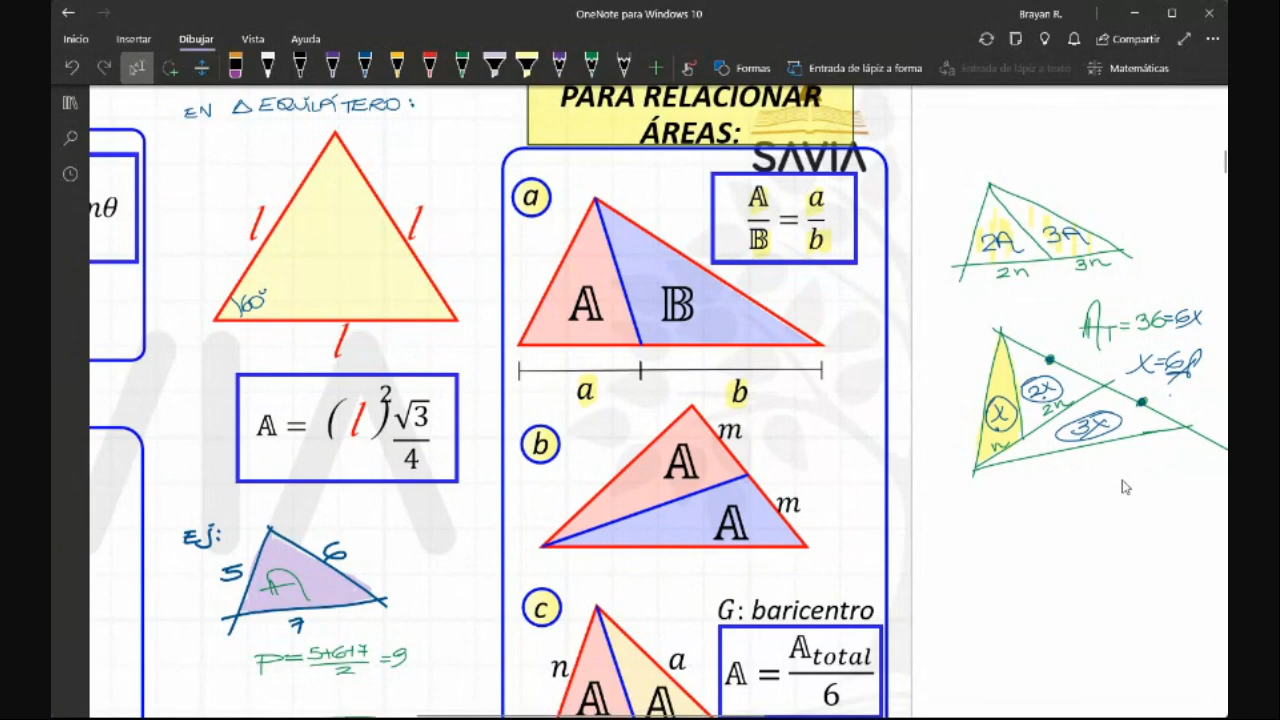 OneNote para Windows 10
Brayan R.
Inicio Insertar Dibujar Vista Ayuda
Compartir
Formas
Entrada de lápiz a forma
Entrada de lápiz a texto
Matemáticas
nθ
EN Δ EQUILÁTERO:
l l
60°
l
𝔸 = (l)² √3/4
Ej:
5 6
A
7
P = 5+6+7/2 = 9
PARA RELACIONAR
ÁREAS:
SAVIA
a
𝔸/𝔹 = a/b
𝔸 𝔹
a b
b
m
𝔸
m
𝔸
c
G: baricentro
n a
𝔸 𝔸
𝔸 = 𝔸total/6
2A 3A
2n 3n
A_T = 36 = 6x
x = 6
x 2x
2n
3x
n